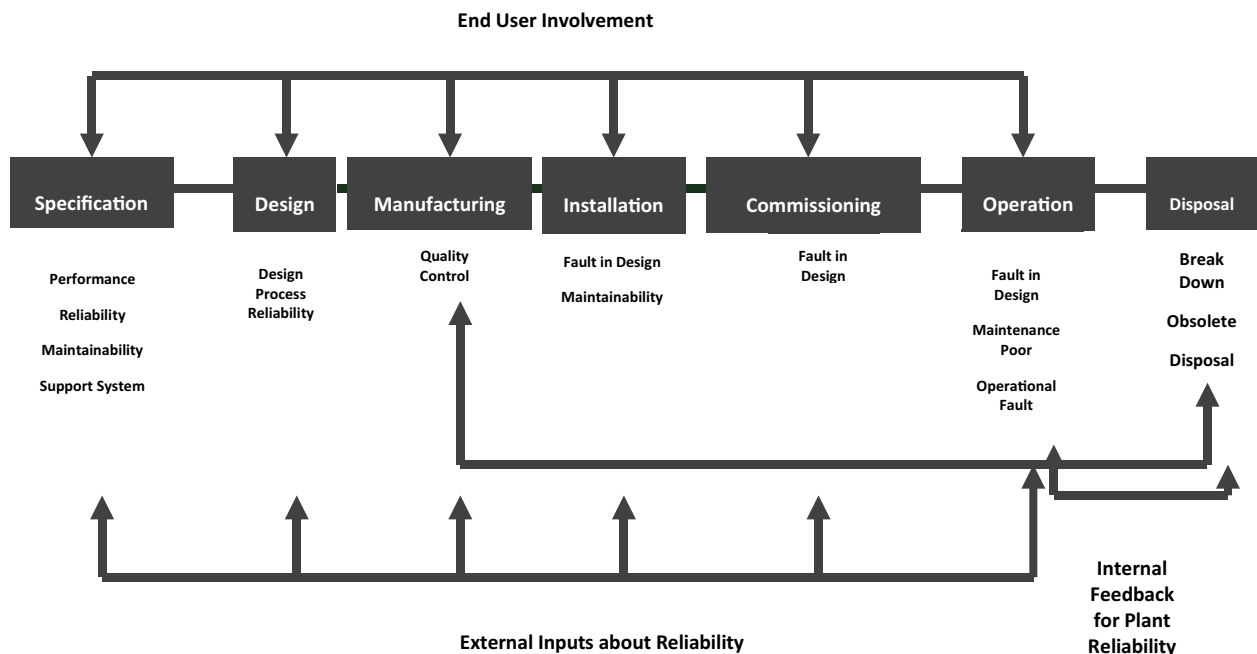 End User Involvement
Specification
Design
Manufacturing
Installation
Commissioning
Operation
Disposal
Performance
Reliability
Maintainability
Support System
Design
Process
Reliability
Quality
Control
Fault in Design
Maintainability
Fault in
Design
Fault in
Design
Maintenance
Poor
Operational
Fault
Break
Down
Obsolete
Disposal
External Inputs about Reliability
Internal
Feedback
for Plant
Reliability